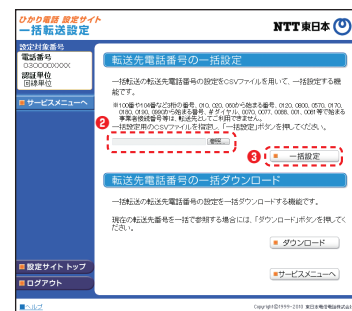 ひかり電話 設定サイト
一括転送設定
NTT東日本
設定対象番号
電話番号
0300000XXXX
認証単位
回線単位
サービスメニューへ
転送先電話番号の一括設定
一括転送の転送先電話番号の設定をCSVファイルを用いて、一括設定する機
能です。
一括設定用のCSVファイルを指定し、「一括設定」ボタンを押してください。
2
参照...
3
一括設定
転送先電話番号の一括ダウンロード
一括転送の転送先電話番号の設定を一括ダウンロードする機能です。
現在の転送先番号を一括で参照する場合には、「ダウンロード」ボタンを押してく
ださい。
ダウンロード
設定サイトトップ
サービスメニューへ
ログアウト
ヘルプ